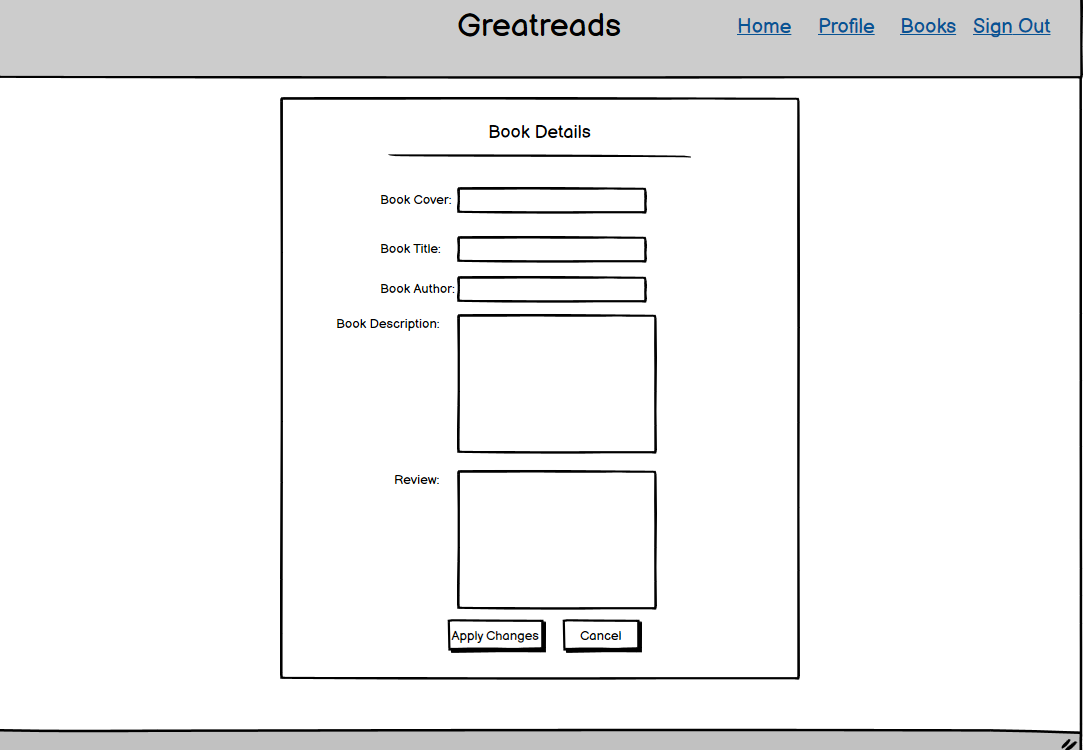 Greatreads
Home Profile Books Sign Out
Book Details
Book Cover:
Book Title:
Book Author:
Book Description:
Review:
Apply Changes Cancel